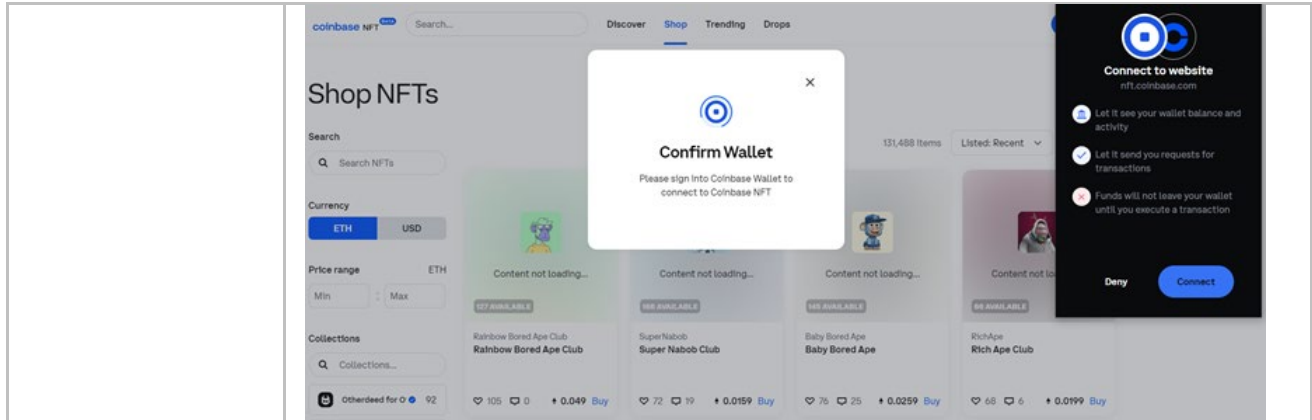 coinbase NFT BETA
Search...
Discover Shop Trending Drops
Shop NFTs
Search
Search NFTs
Currency
ETH USD
Price range ETH
Min : Max
Collections
Collections...
Otherdeed for O 92
131,488 Items
Listed: Recent
Confirm Wallet
Please sign into Coinbase Wallet to
connect to Coinbase NFT
Content not loading...
127 AVAILABLE
Rainbow Bored Ape Club
Rainbow Bored Ape Club
105 0 0.049 Buy
Content not loading...
AVAILABLE
SuperNabob
Super Nabob Club
72 19 0.0159 Buy
Content not loading...
AVAILABLE
Baby Bored Ape
Baby Bored Ape
76 25 0.0259 Buy
Content not lo
AVAILABLE
RichApe
Rich Ape Club
68 6 0.0199 Buy
Connect to website
nft.coinbase.com
Let it see your wallet balance and
activity
Let it send you requests for
transactions
Funds will not leave your wallet
until you execute a transaction
Deny Connect